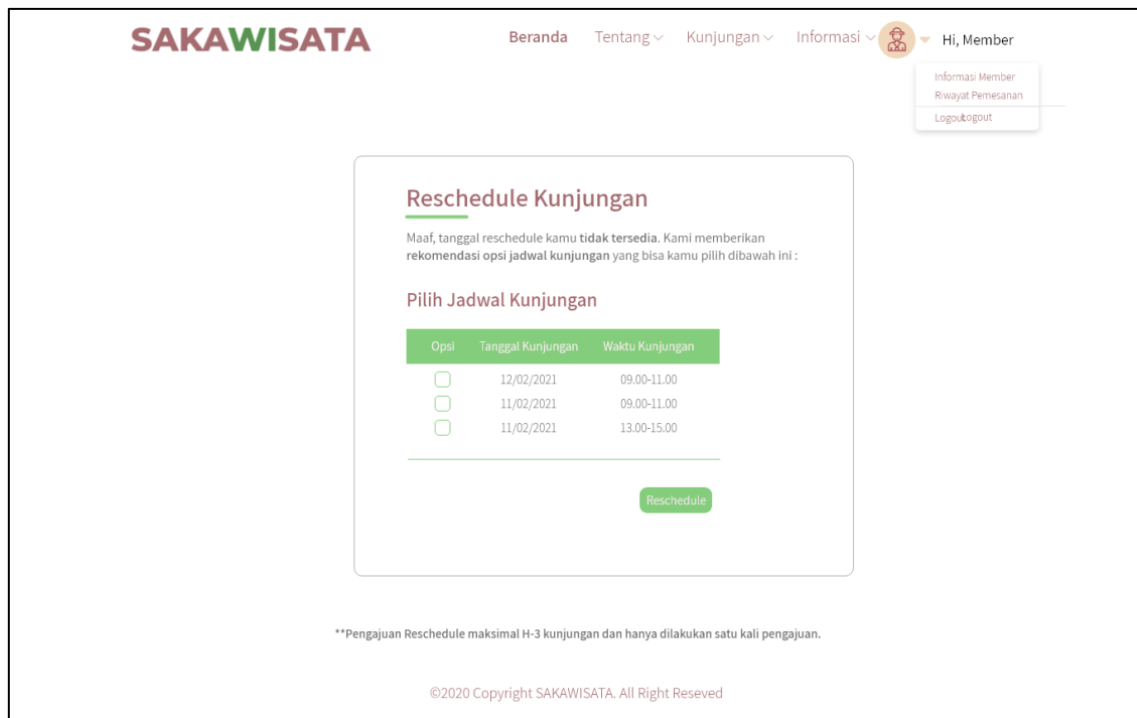 SAKAWISATA
Beranda Tentang Kunjungan Informasi Hi, Member
Informasi Member
Riwayat Pemesanan
Logout Logout
Reschedule Kunjungan
Maaf, tanggal reschedule kamu tidak tersedia. Kami memberikan
rekomendasi opsi jadwal kunjungan yang bisa kamu pilih dibawah ini :
Pilih Jadwal Kunjungan
Opsi Tanggal Kunjungan Waktu Kunjungan
12/02/2021 09.00-11.00
11/02/2021 09.00-11.00
11/02/2021 13.00-15.00
Reschedule
**Pengajuan Reschedule maksimal H-3 kunjungan dan hanya dilakukan satu kali pengajuan.
©2020 Copyright SAKAWISATA. All Right Reseved